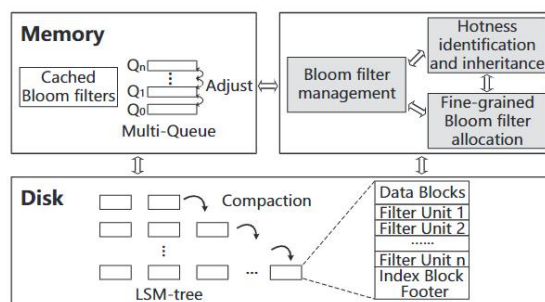 Memory
Cached
Bloom filters
Qn
Q1
Q0
Adjust
Multi-Queue
Bloom filter
management
Hotness
identification
and inheritance
Fine-grained
Bloom filter
allocation
Disk
Compaction
LSM-tree
Data Blocks
Filter Unit 1
Filter Unit 2
......
Filter Unit n
Index Block
Footer